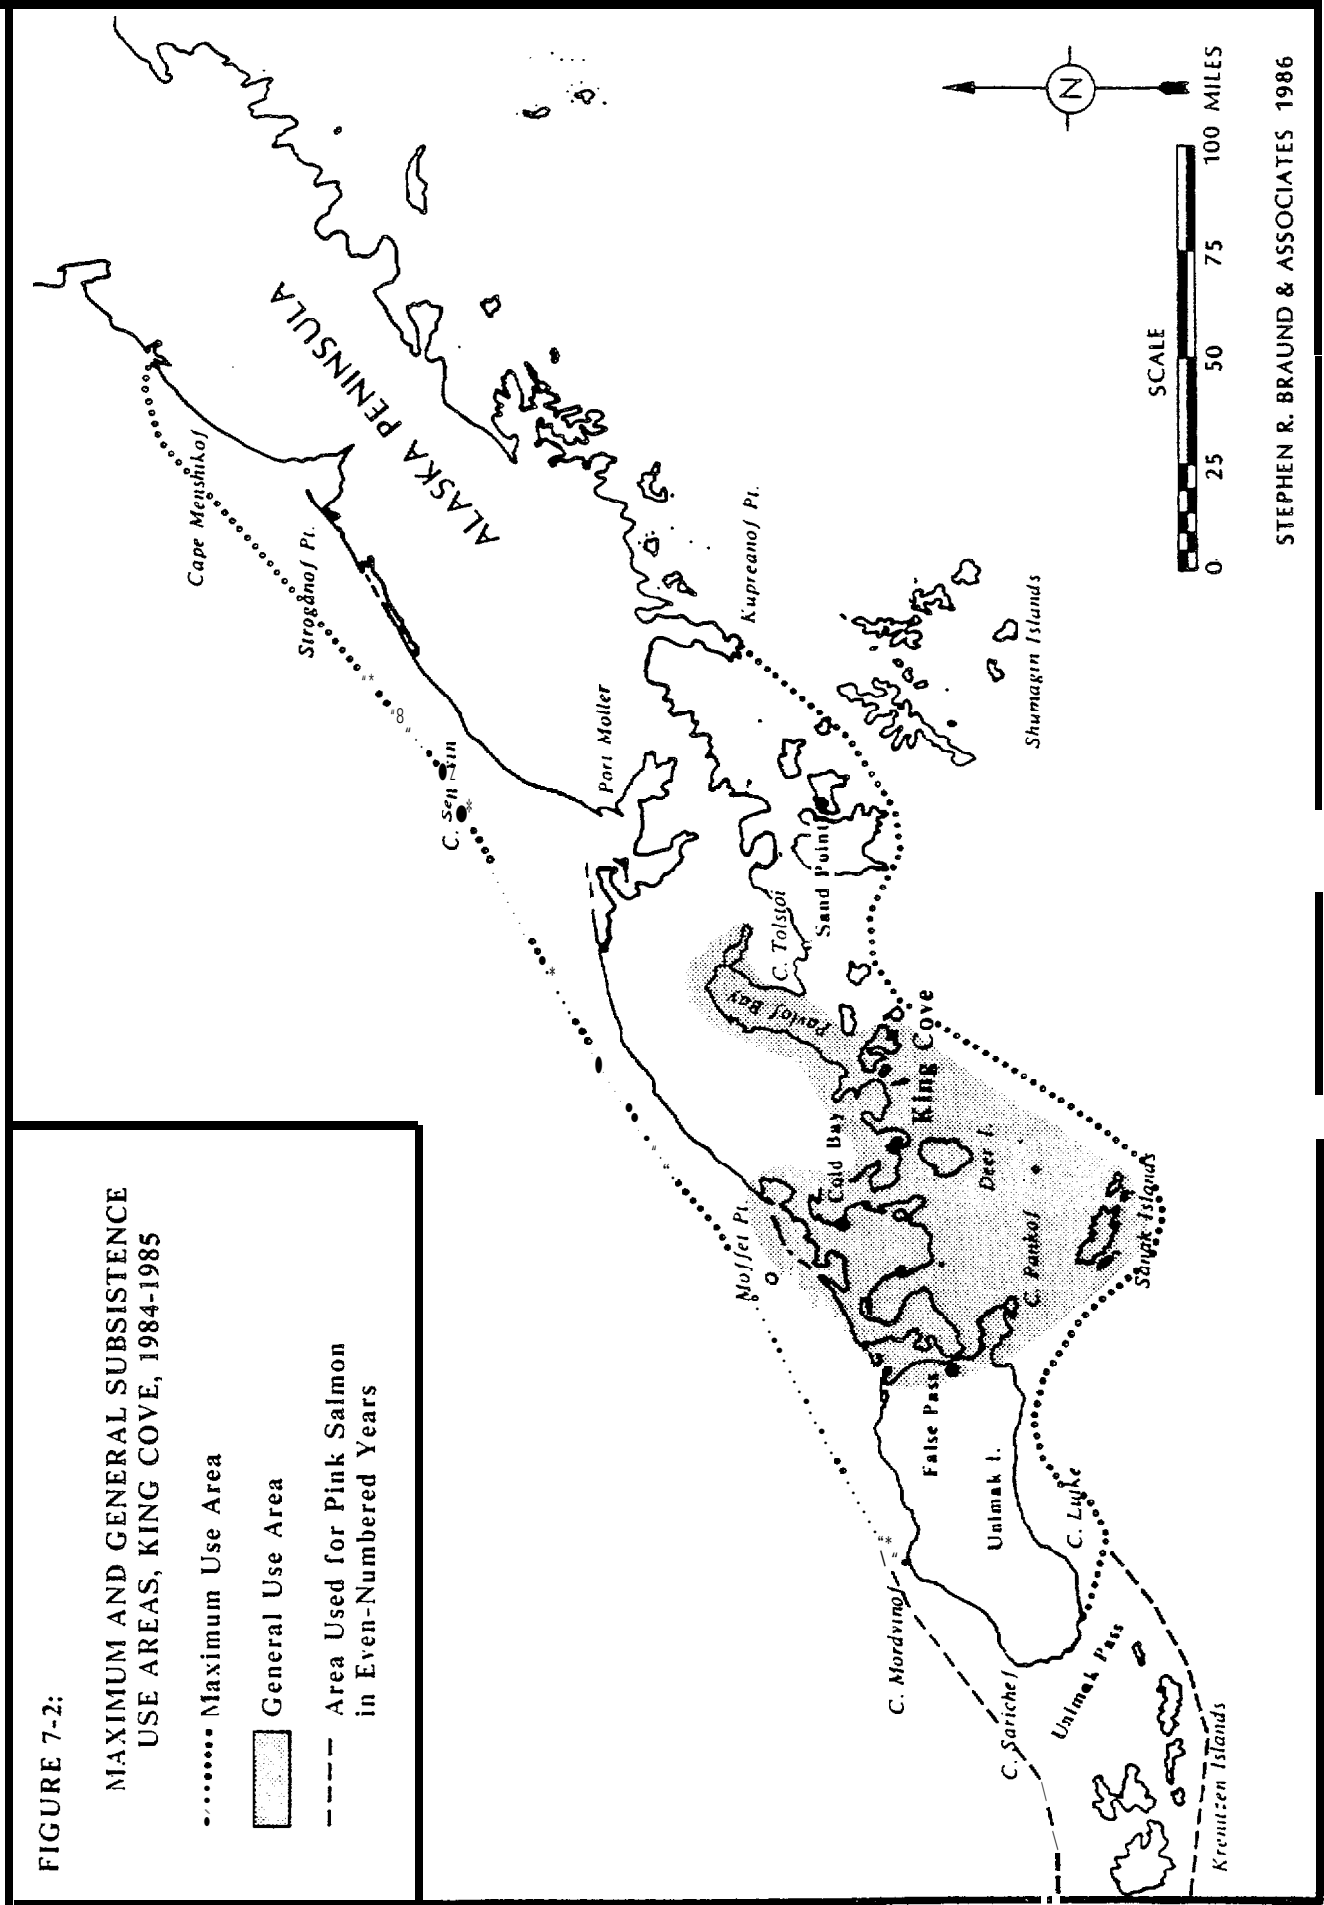 FIGURE 7-2:
MAXIMUM AND GENERAL SUBSISTENCE
USE AREAS, KING COVE, 1984-1985
Maximum Use Area
General Use Area
Area Used for Pink Salmon
in Even-Numbered Years
ALASKA PENINSULA
Cape Menshikof
Stroganof Pt.
C. Sen
Port Moller
Kupreanof Pt.
Shumagin Islands
Sand Point
C. Tolstoi
Pavlof Bay
King Cove
Cold Bay
Deer I.
Moffet Pt.
C. Pankof
Sanak Islands
False Pass
Unimak I.
C. Lutke
C. Mordvinof
C. Sarichef
Unimak Pass
Krenitzen Islands
N
SCALE
0 25 50 75 100 MILES
STEPHEN R. BRAUND & ASSOCIATES 1986